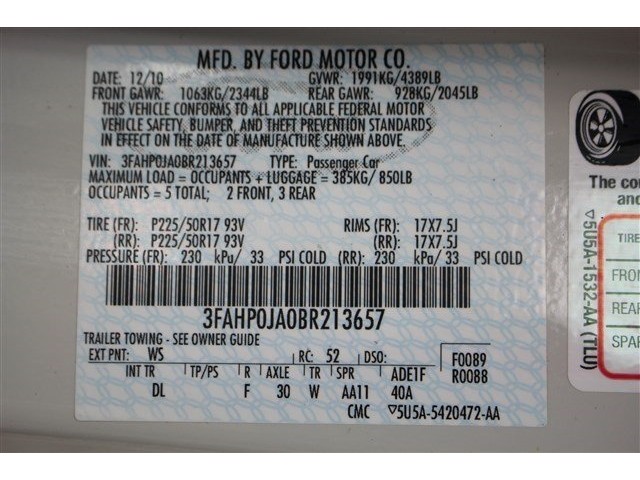 MFD. BY FORD MOTOR CO.
DATE: 12/10 GVWR: 1991KG/4389LB
FRONT GAWR: 1063KG/2344LB REAR GAWR: 928KG/2045LB
THIS VEHICLE CONFORMS TO ALL APPLICABLE FEDERAL MOTOR
VEHICLE SAFETY, BUMPER, AND THEFT PREVENTION STANDARDS
IN EFFECT ON THE DATE OF MANUFACTURE SHOWN ABOVE.
VIN: 3FAHP0JA0BR213657 TYPE: Passenger Car
MAXIMUM LOAD = OCCUPANTS + LUGGAGE = 385KG/ 850LB
OCCUPANTS = 5 TOTAL; 2 FRONT, 3 REAR
TIRE (FR): P225/50R17 93V RIMS (FR): 17X7.5J
(RR): P225/50R17 93V (RR): 17X7.5J
PRESSURE (FR): 230 kPa/ 33 PSI COLD (RR): 230 kPa/33 PSI COLD
3FAHP0JA0BR213657
TRAILER TOWING - SEE OWNER GUIDE
EXT PNT: WS RC: 52 DSO: F0089
INT TR TP/PS R AXLE TR SPR ADE1F R0088
DL F 30 W AA11 40A
CMC ▽5U5A-5420472-AA
The co
and
TIRE
FRO
REAR
SPAR
▽5U5A-1532-AA (TLU)